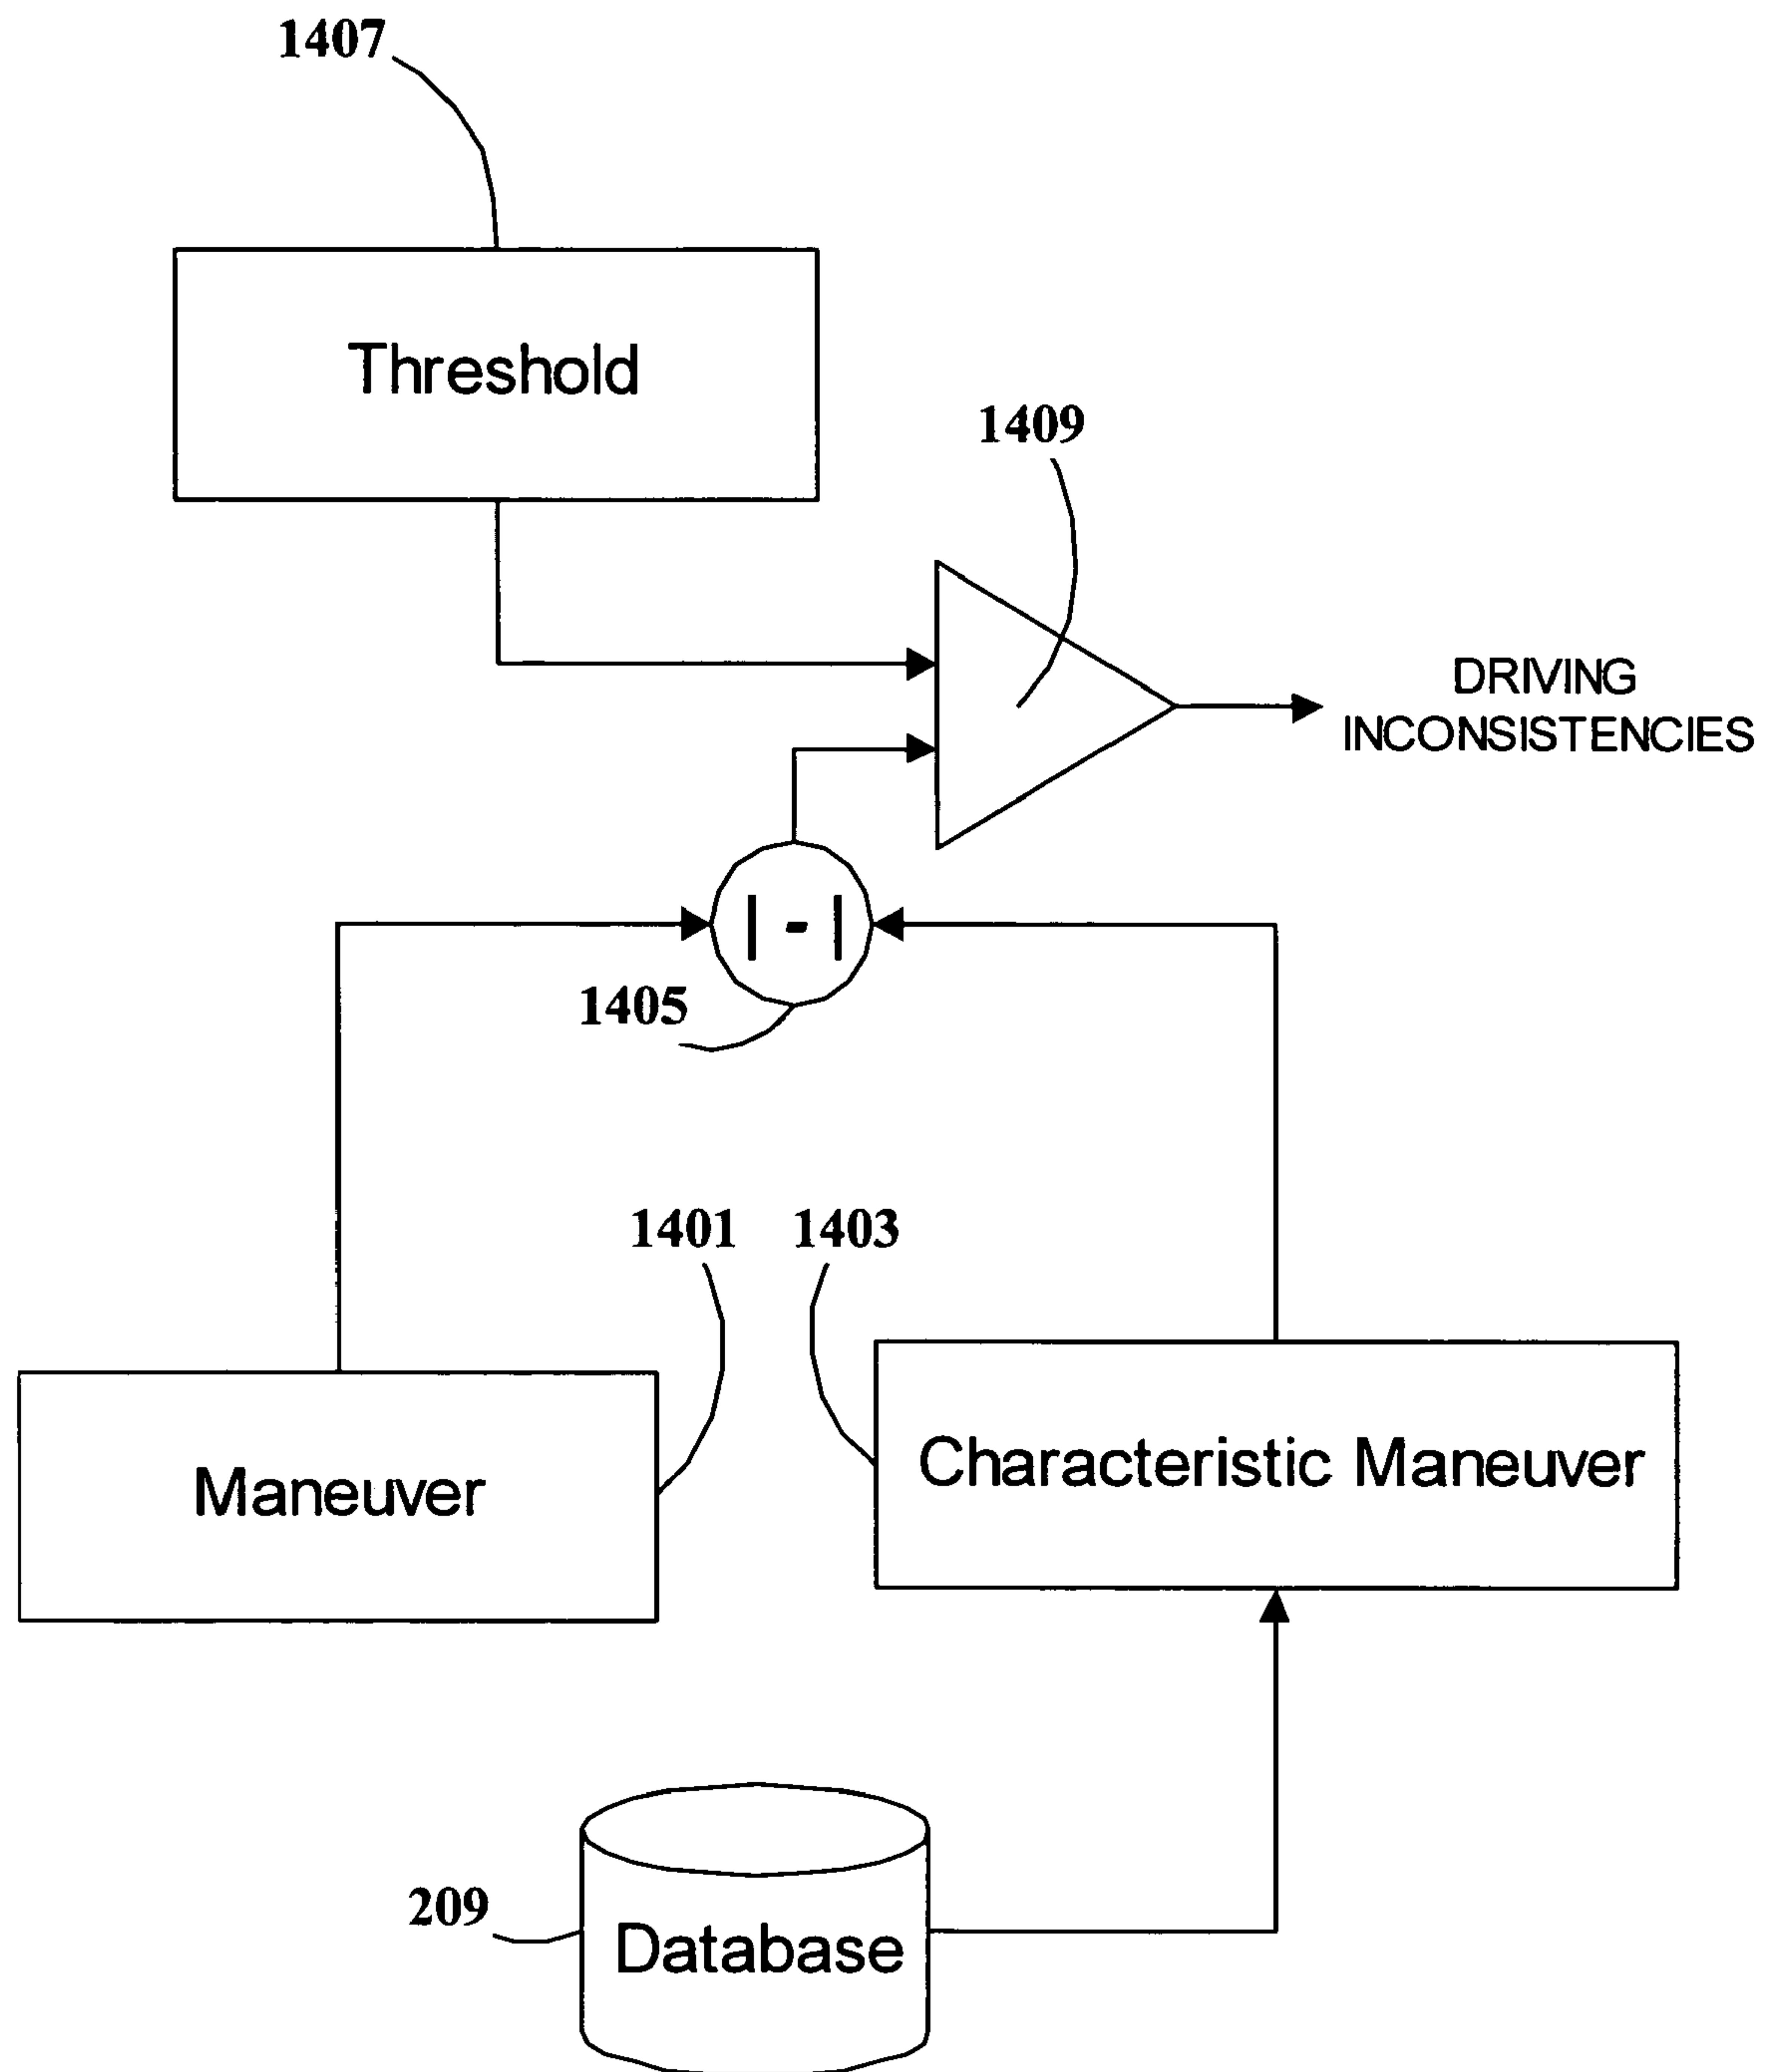 1407
Threshold
1409
DRIVING
INCONSISTENCIES
| - |
1405
1401 1403
Maneuver
Characteristic Maneuver
209
Database